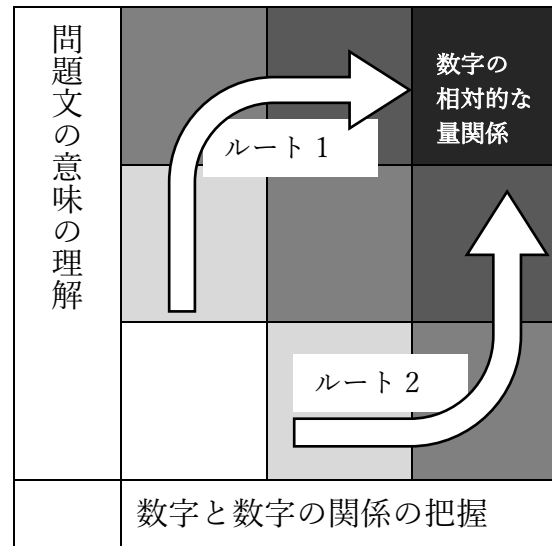 問題文の意味の理解
数字の
相対的な
量関係
ルート１
ルート２
数字と数字の関係の把握